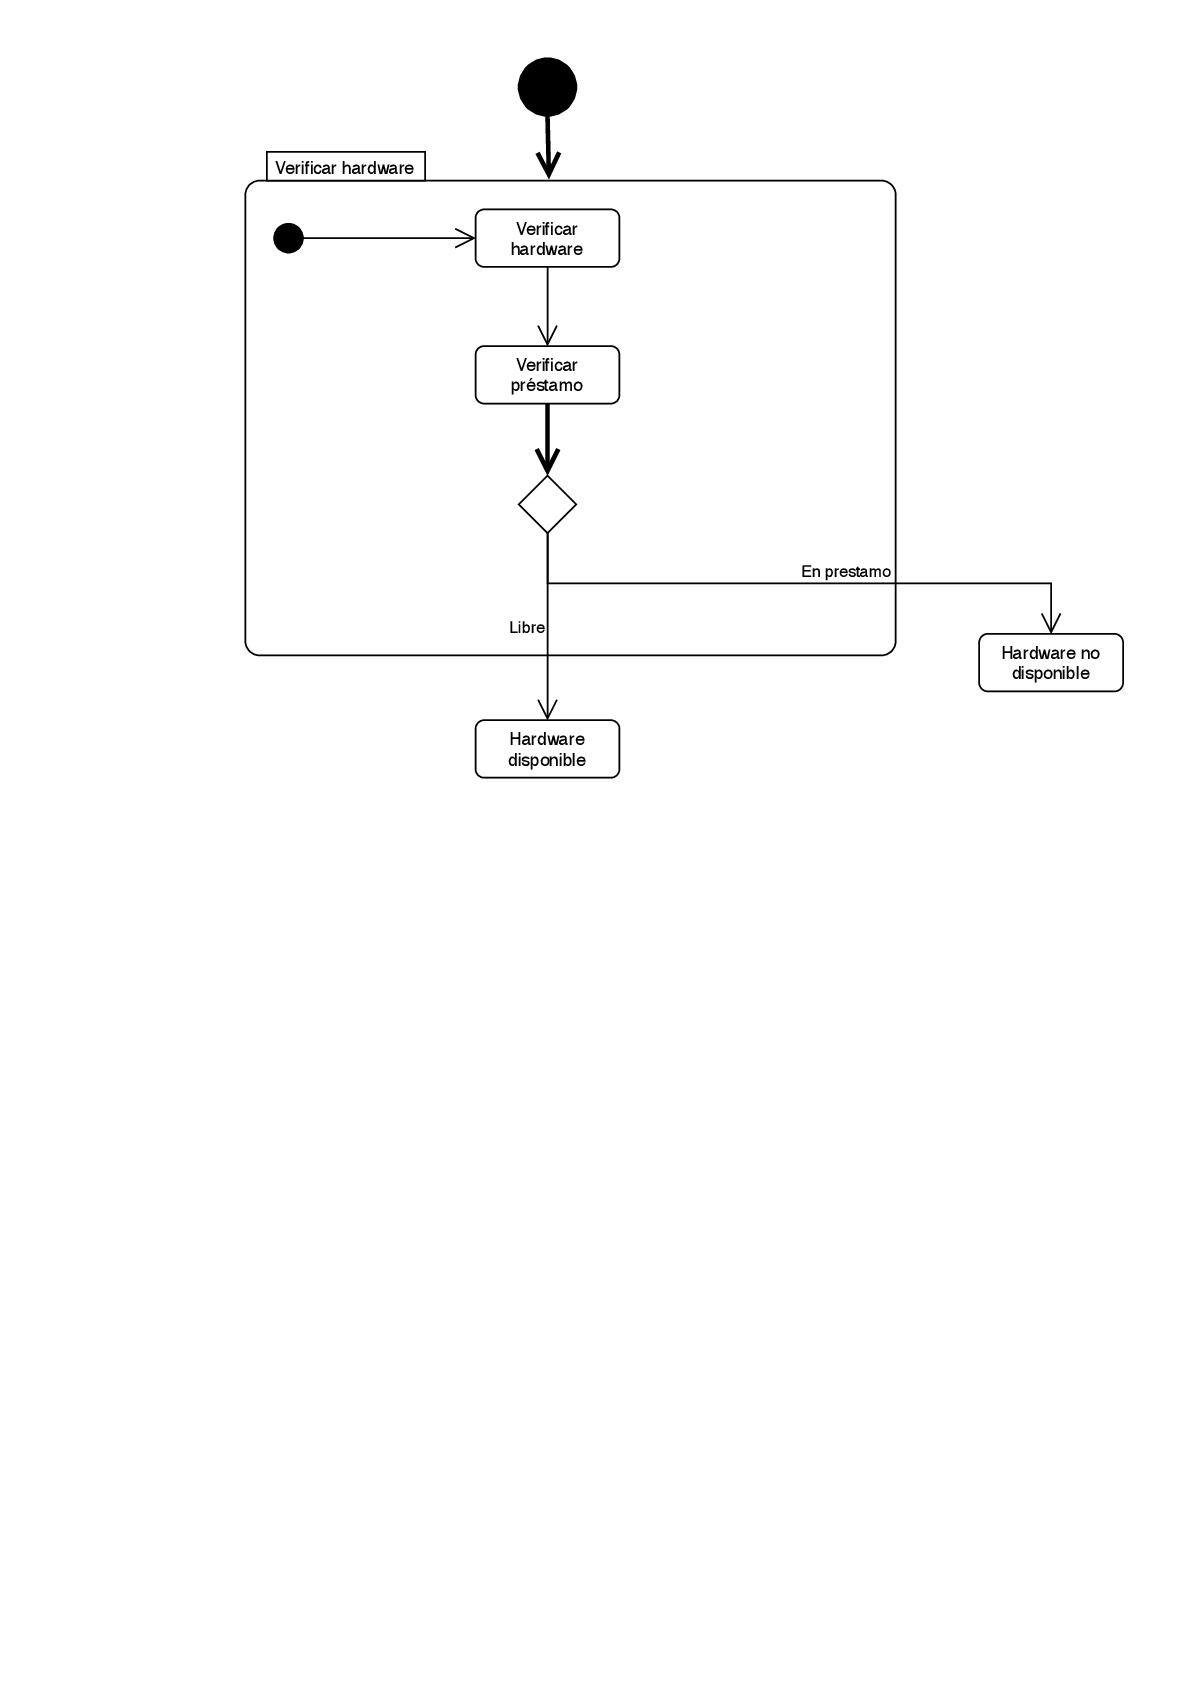 Verificar hardware
Verificar
hardware
Verificar
préstamo
En prestamo
Libre
Hardware no
disponible
Hardware
disponible